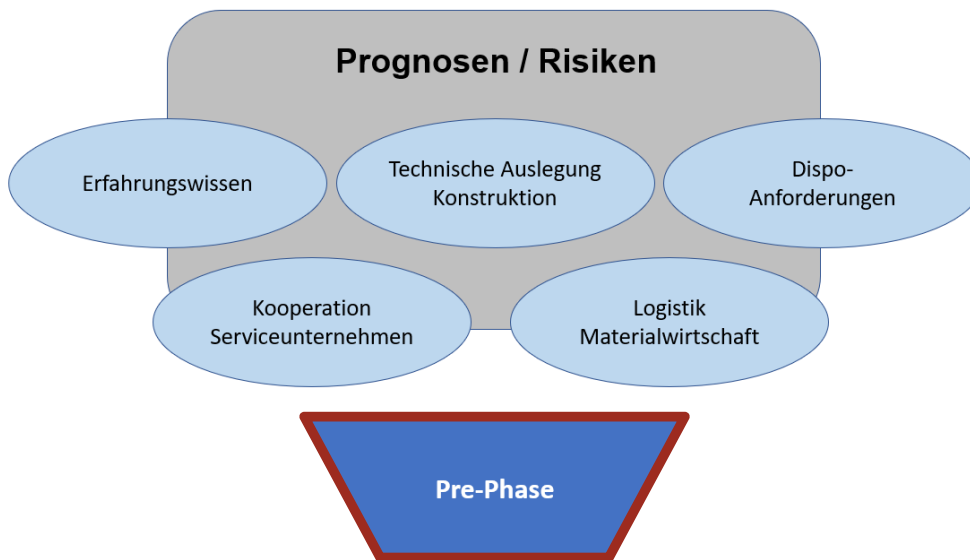 Prognosen / Risiken
Erfahrungswissen
Technische Auslegung
Konstruktion
Dispo-
Anforderungen
Kooperation
Serviceunternehmen
Logistik
Materialwirtschaft
Pre-Phase